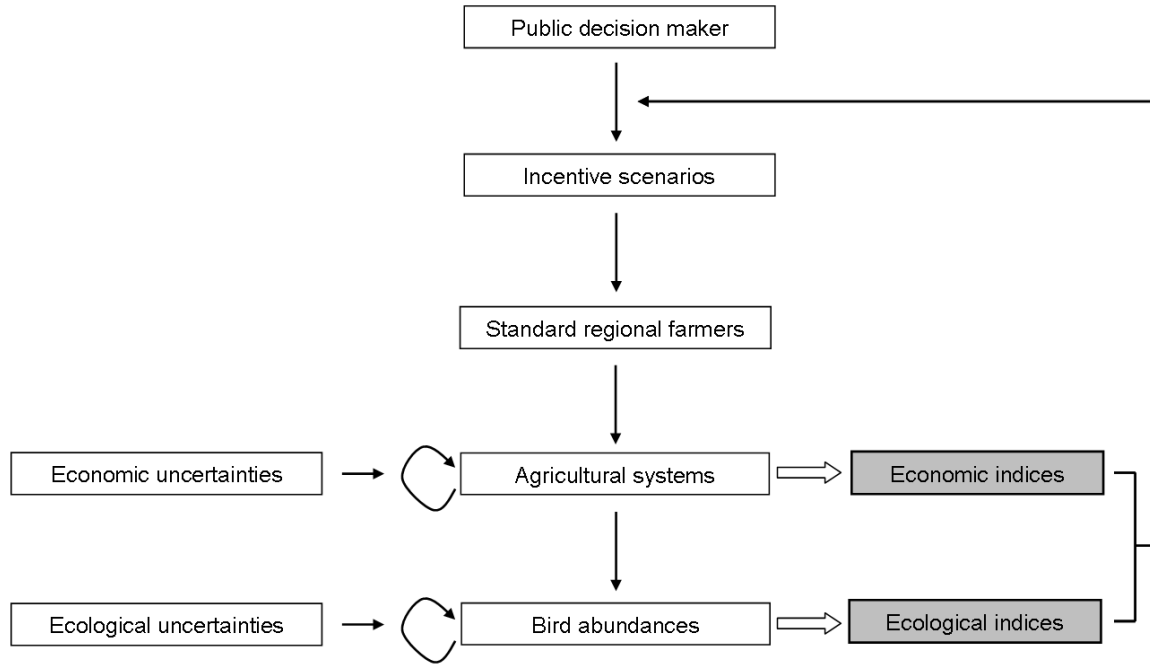 Public decision maker
Incentive scenarios
Standard regional farmers
Economic uncertainties
Agricultural systems
Economic indices
Ecological uncertainties
Bird abundances
Ecological indices